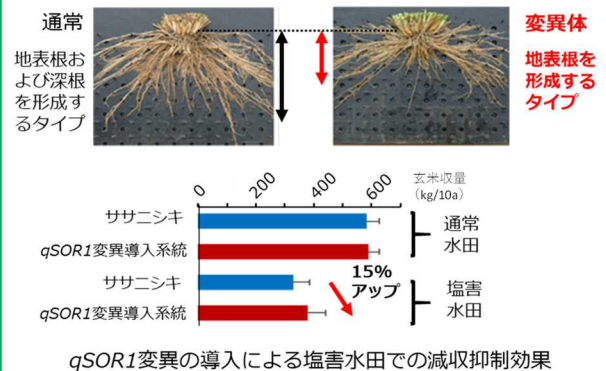 通常
地表根お
よび深根
を形成す
るタイプ
変異体
地表根を
形成する
タイプ
0
200
400
600
玄米収量
(kg/10a)
ササニシキ
qSOR1変異導入系統
通常
水田
ササニシキ
qSOR1変異導入系統
15%
アップ
塩害
水田
qSOR1変異の導入による塩害水田での減収抑制効果